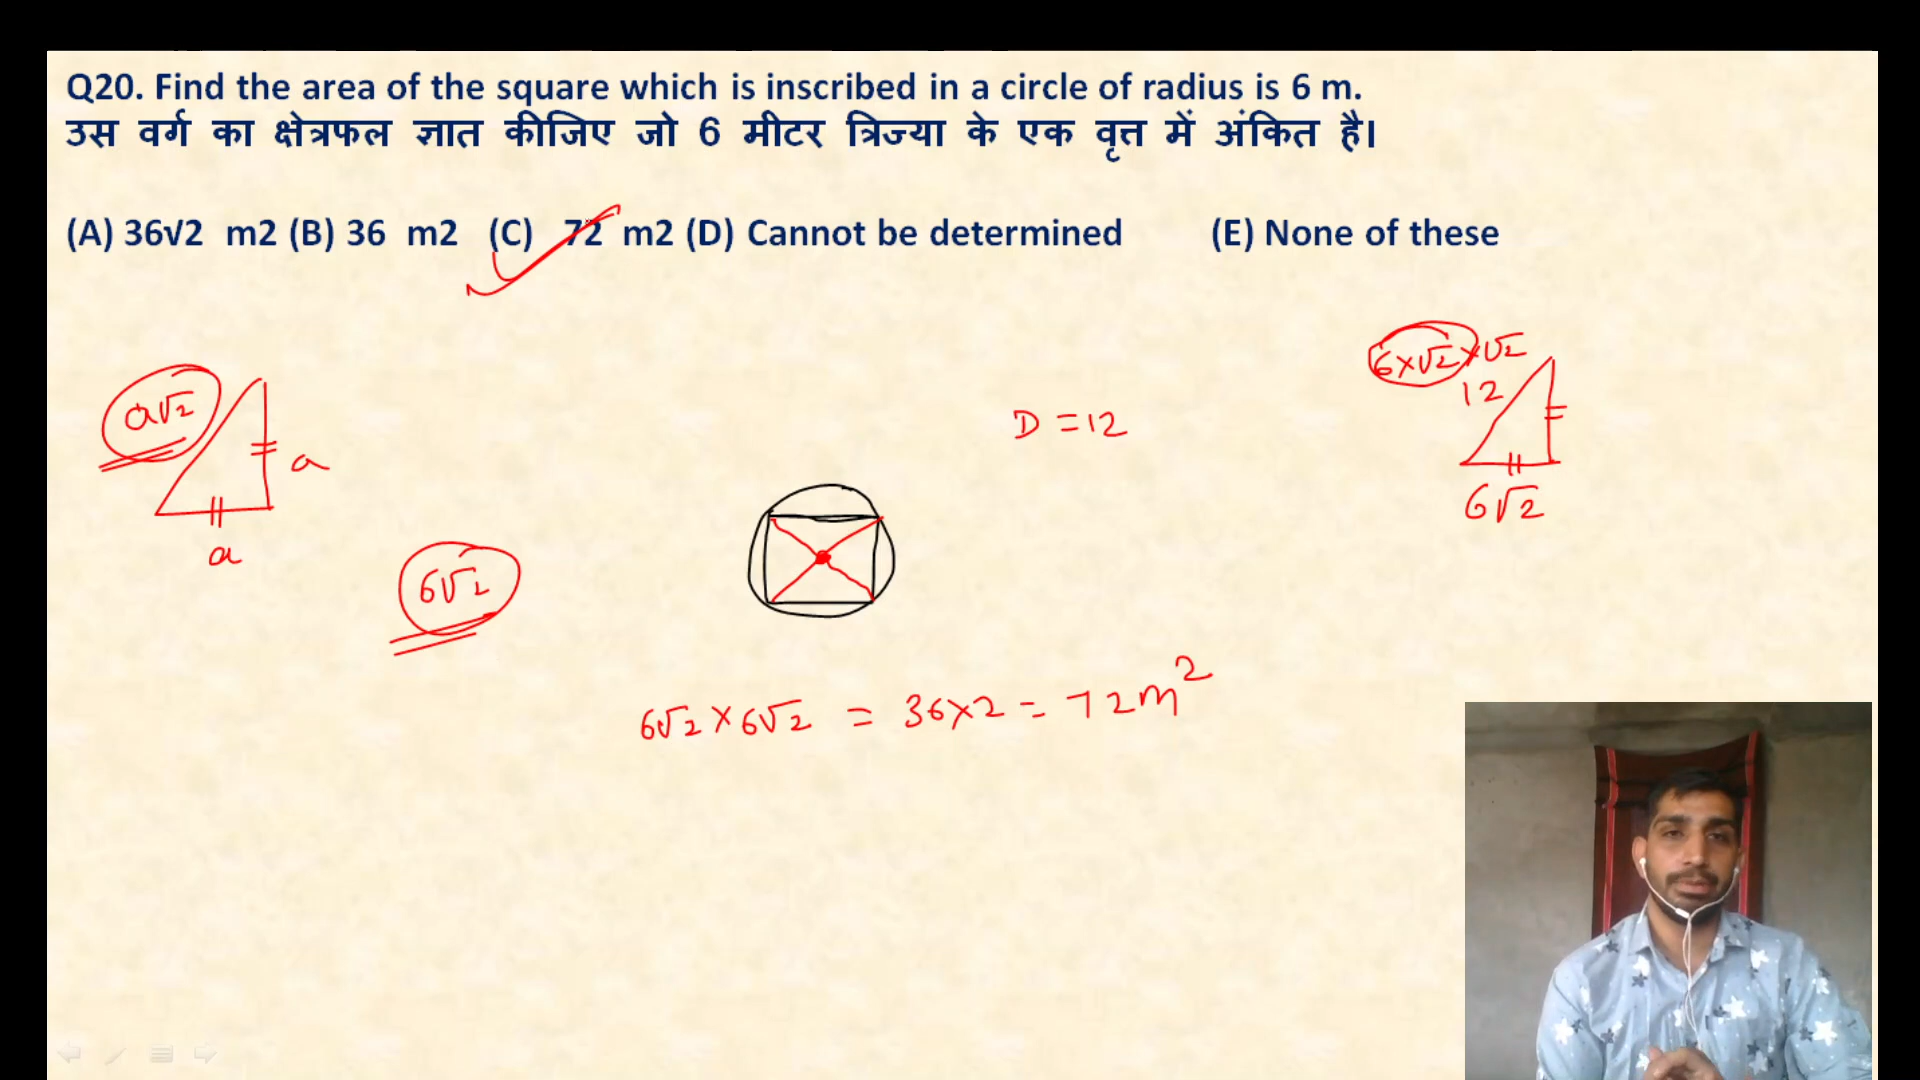 Q20. Find the area of the square which is inscribed in a circle of radius is 6 m.
उस वर्ग का क्षेत्रफल ज्ञात कीजिए जो 6 मीटर त्रिज्या के एक वृत्त में अंकित है।
(A) 36√2 m2 (B) 36 m2 (C) 72 m2 (D) Cannot be determined (E) None of these
a√2
a
a
6√2
D = 12
6×√2×√2
12
6√2
6√2 × 6√2 = 36×2 = 72m²